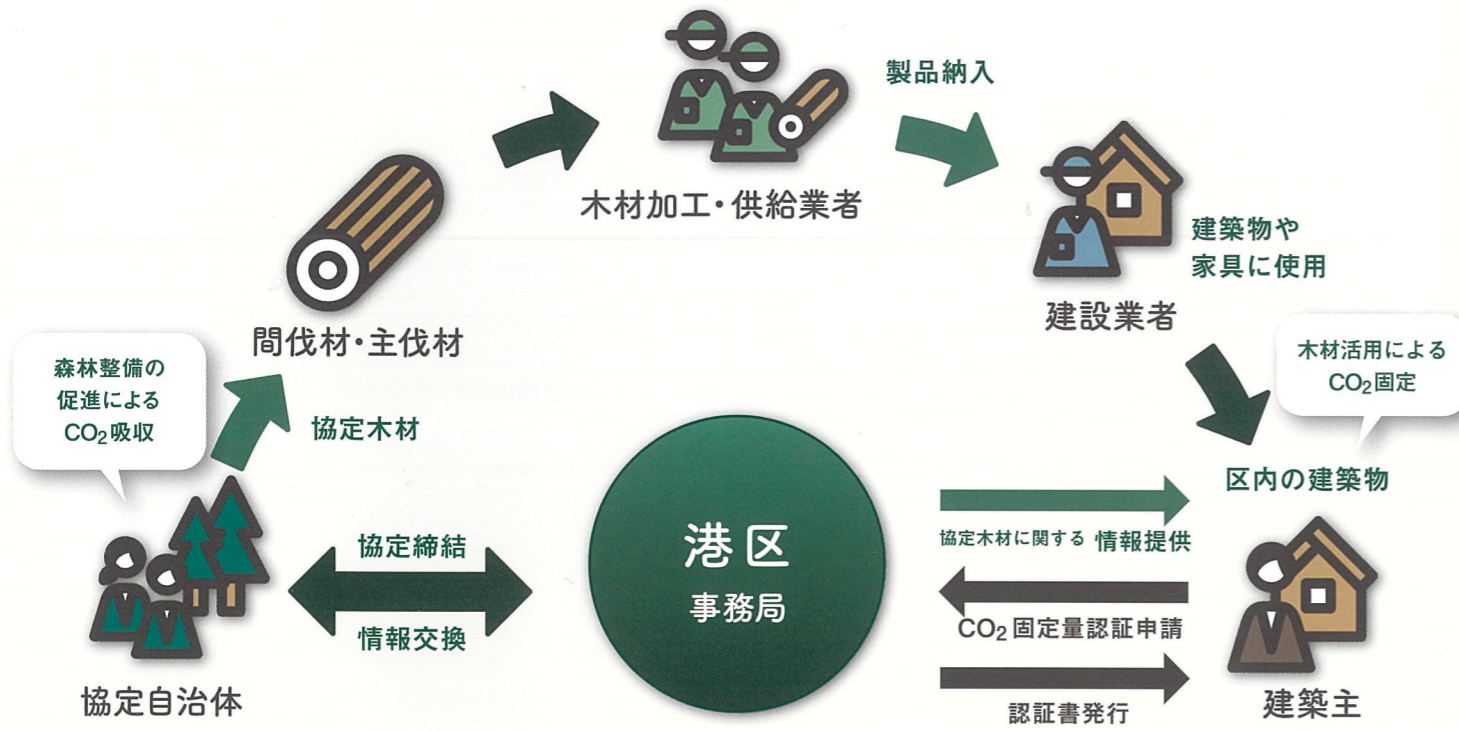 製品納入
木材加工・供給業者
建築物や
家具に使用
建設業者
間伐材・主伐材
森林整備の
促進による
CO₂吸収
木材活用による
CO₂固定
協定木材
区内の建築物
港区
事務局
協定締結
情報交換
協定木材に関する 情報提供
CO₂固定量認証申請
認証書発行
協定自治体
建築主